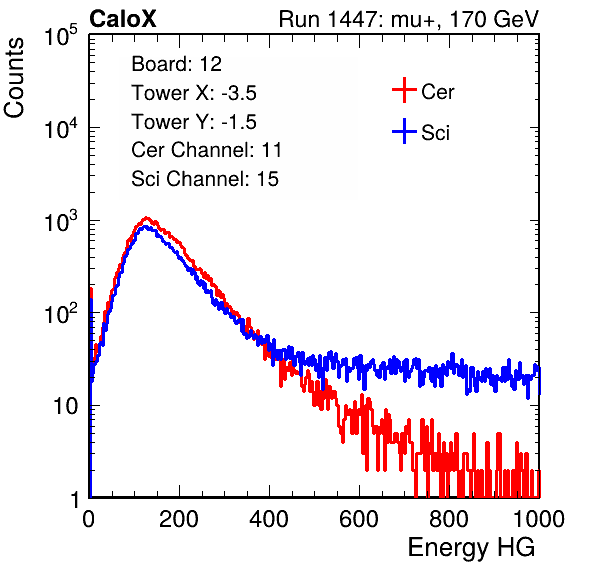 CaloX Run 1447: mu+, 170 GeV
Counts
Board: 12
Tower X: -3.5
Tower Y: -1.5
Cer Channel: 11
Sci Channel: 15
Cer
Sci
10^5
10^4
10^3
10^2
10
1
0 200 400 600 800 1000
Energy HG